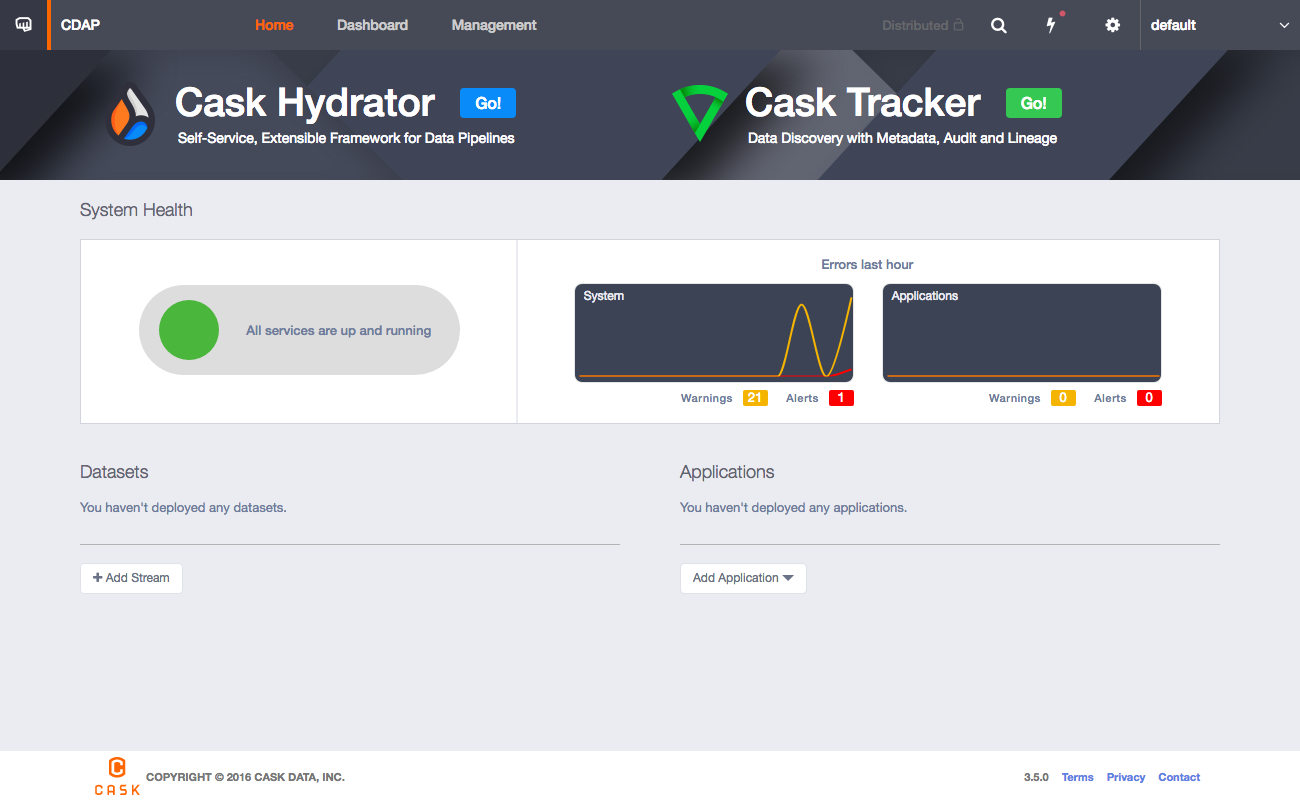 CDAP Home Dashboard Management Distributed default
Cask Hydrator Go! Cask Tracker Go!
Self-Service, Extensible Framework for Data Pipelines Data Discovery with Metadata, Audit and Lineage
System Health
Errors last hour
System Applications
All services are up and running
Warnings 21 Alerts 1 Warnings 0 Alerts 0
Datasets Applications
You haven't deployed any datasets. You haven't deployed any applications.
Add Stream Add Application
CASK COPYRIGHT © 2016 CASK DATA, INC. 3.5.0 Terms Privacy Contact